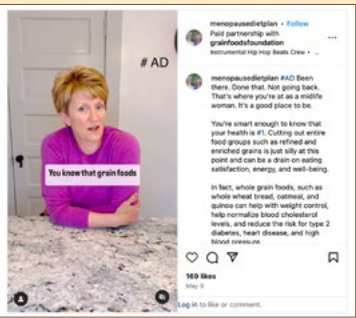 # AD
You know that grain foods
menopausedietplan • Follow
Paid partnership with
grainfoodsfoundation
Instrumental Hip Hop Beats Crew •
menopausedietplan #AD Been
there. Done that. Not going back.
That's where you're at as a midlife
woman. It's a good place to be.
You're smart enough to know that
your health is #1. Cutting out entire
food groups such as refined and
enriched grains is just silly at this
point and can be a drain on eating
satisfaction, energy, and well-being.
In fact, whole grain foods, such as
whole wheat bread, oatmeal, and
quinoa can help with weight control,
help normalize blood cholesterol
levels, and reduce the risk for type 2
diabetes, heart disease, and high
blood pressure.
169 likes
May 9
Log in to like or comment.